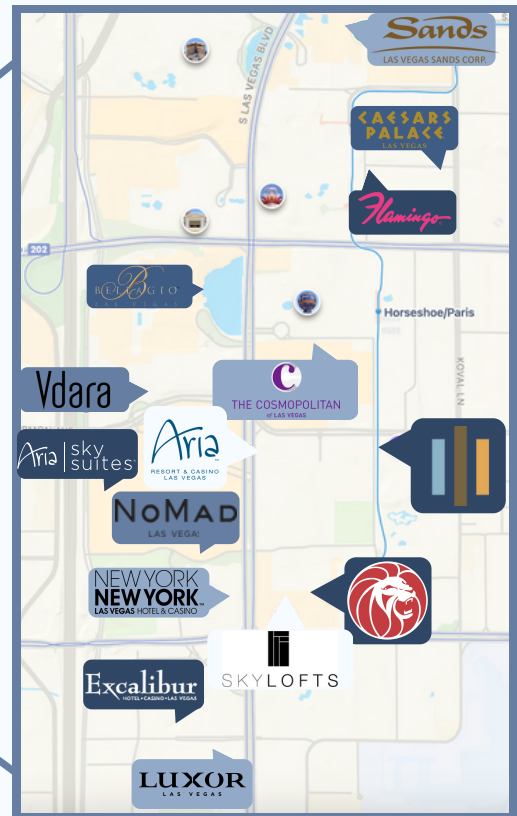 Sands
LAS VEGAS SANDS CORP.
S LAS VEGAS BLVD
CAESARS
PALACE
LAS VEGAS
Flamingo
202
B
BELLAGIO
LAS VEGAS
Horseshoe/Paris
KOVAL LN
Vdara
C
THE COSMOPOLITAN
of LAS VEGAS
Aria
RESORT & CASINO
LAS VEGAS
Aria | sky
suites
NOMAD
LAS VEGA
NEW YORK
NEW YORK™
LAS VEGAS HOTEL & CASINO
SKYLOFTS
Excalibur
HOTEL • CASINO • LAS VEGAS
LUXOR
LAS VEGAS